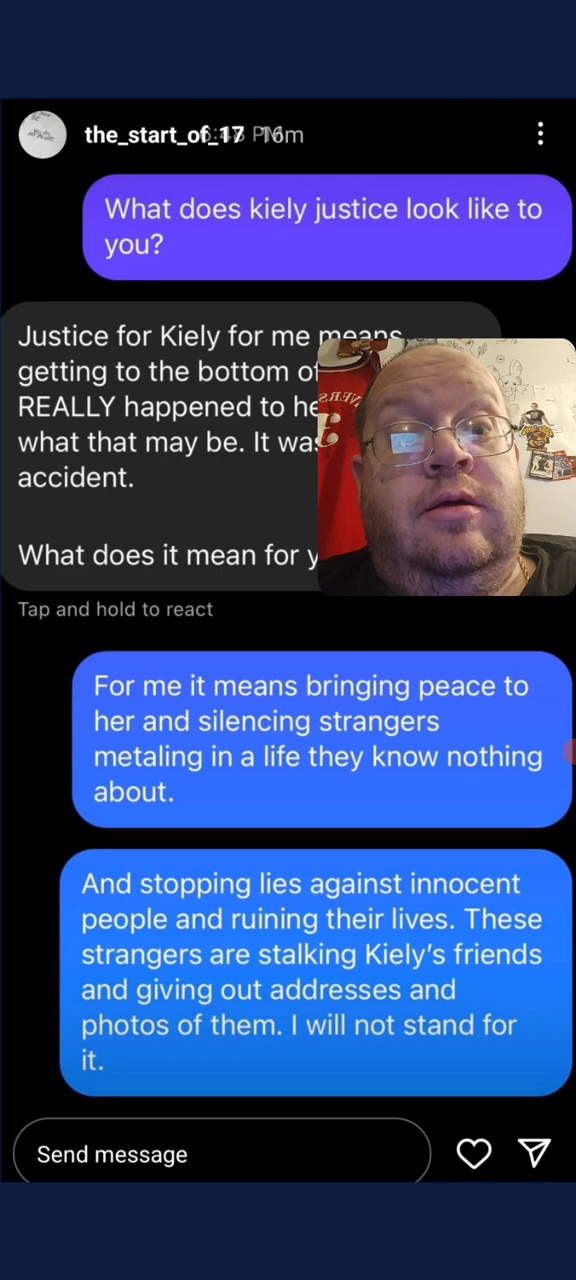 the_start_of_17 16m
What does kiely justice look like to
you?
Justice for Kiely for me means
getting to the bottom of
REALLY happened to he
what that may be. It was
accident.
What does it mean for y
Tap and hold to react
For me it means bringing peace to
her and silencing strangers
metaling in a life they know nothing
about.
And stopping lies against innocent
people and ruining their lives. These
strangers are stalking Kiely’s friends
and giving out addresses and
photos of them. I will not stand for
it.
Send message